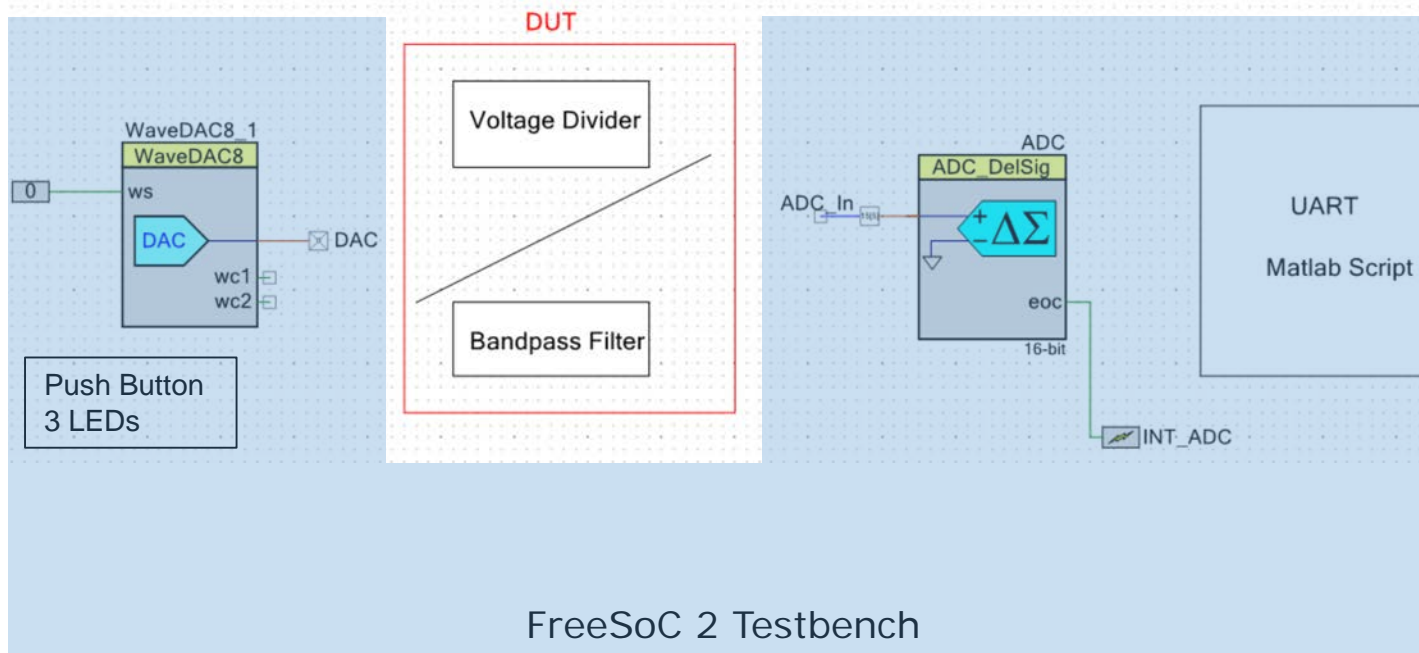 DUT
WaveDAC8_1
WaveDAC8
0
ws
DAC
DAC
wc1
wc2
Push Button
3 LEDs
Voltage Divider
Bandpass Filter
ADC
ADC_DelSig
ADC_In
+
-
ΔΣ
eoc
16-bit
INT_ADC
UART
Matlab Script
FreeSoC 2 Testbench